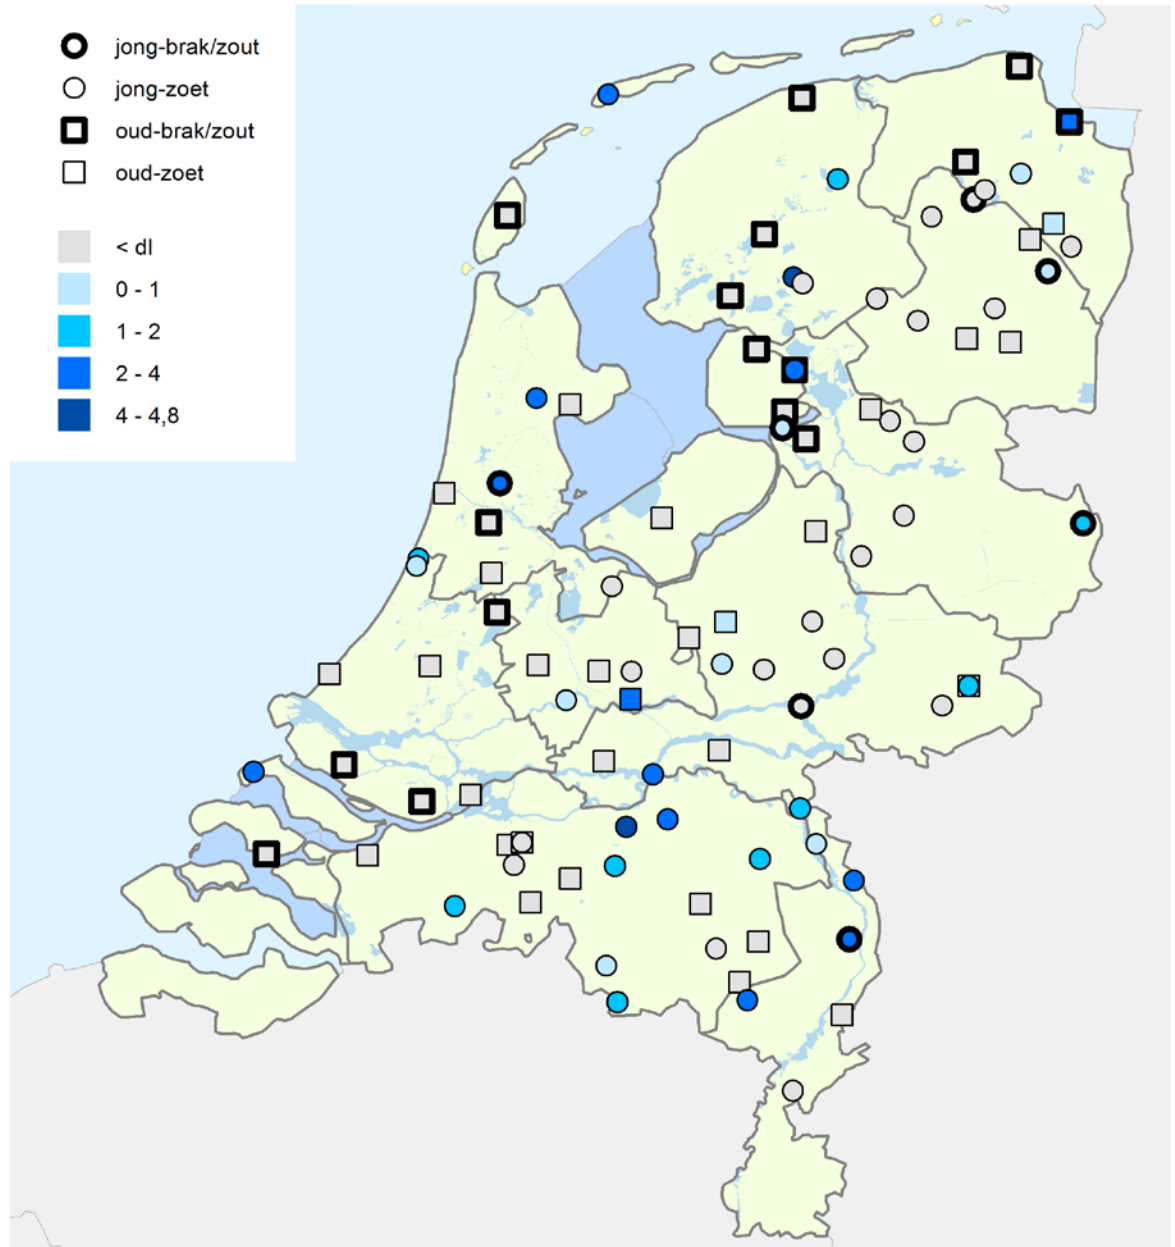 jong-brak/zout
jong-zoet
oud-brak/zout
oud-zoet
< dl
0 - 1
1 - 2
2 - 4
4 - 4,8